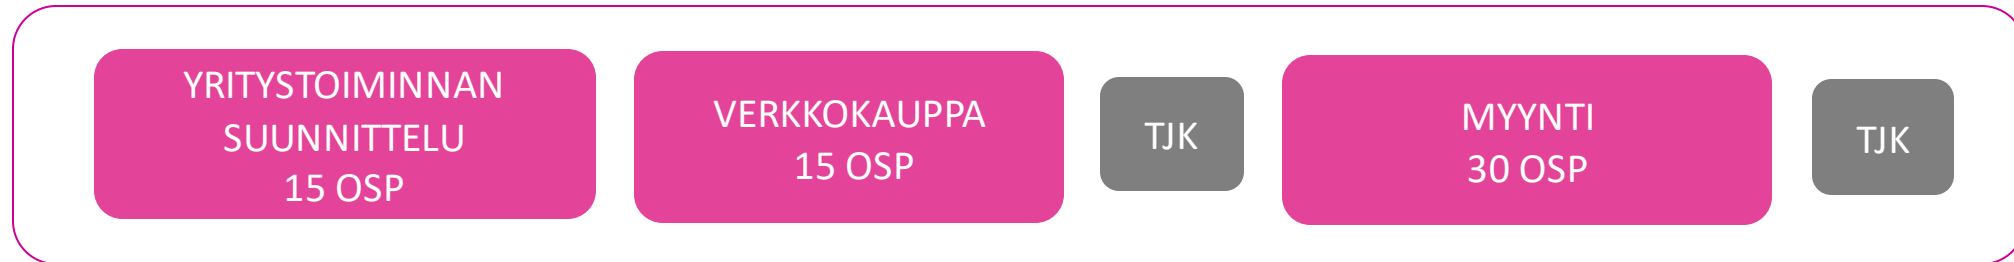 YRITYSTOIMINNAN
SUUNNITTELU
15 OSP
VERKKOKAUPPA
15 OSP
TJK
MYYNTI
30 OSP
TJK